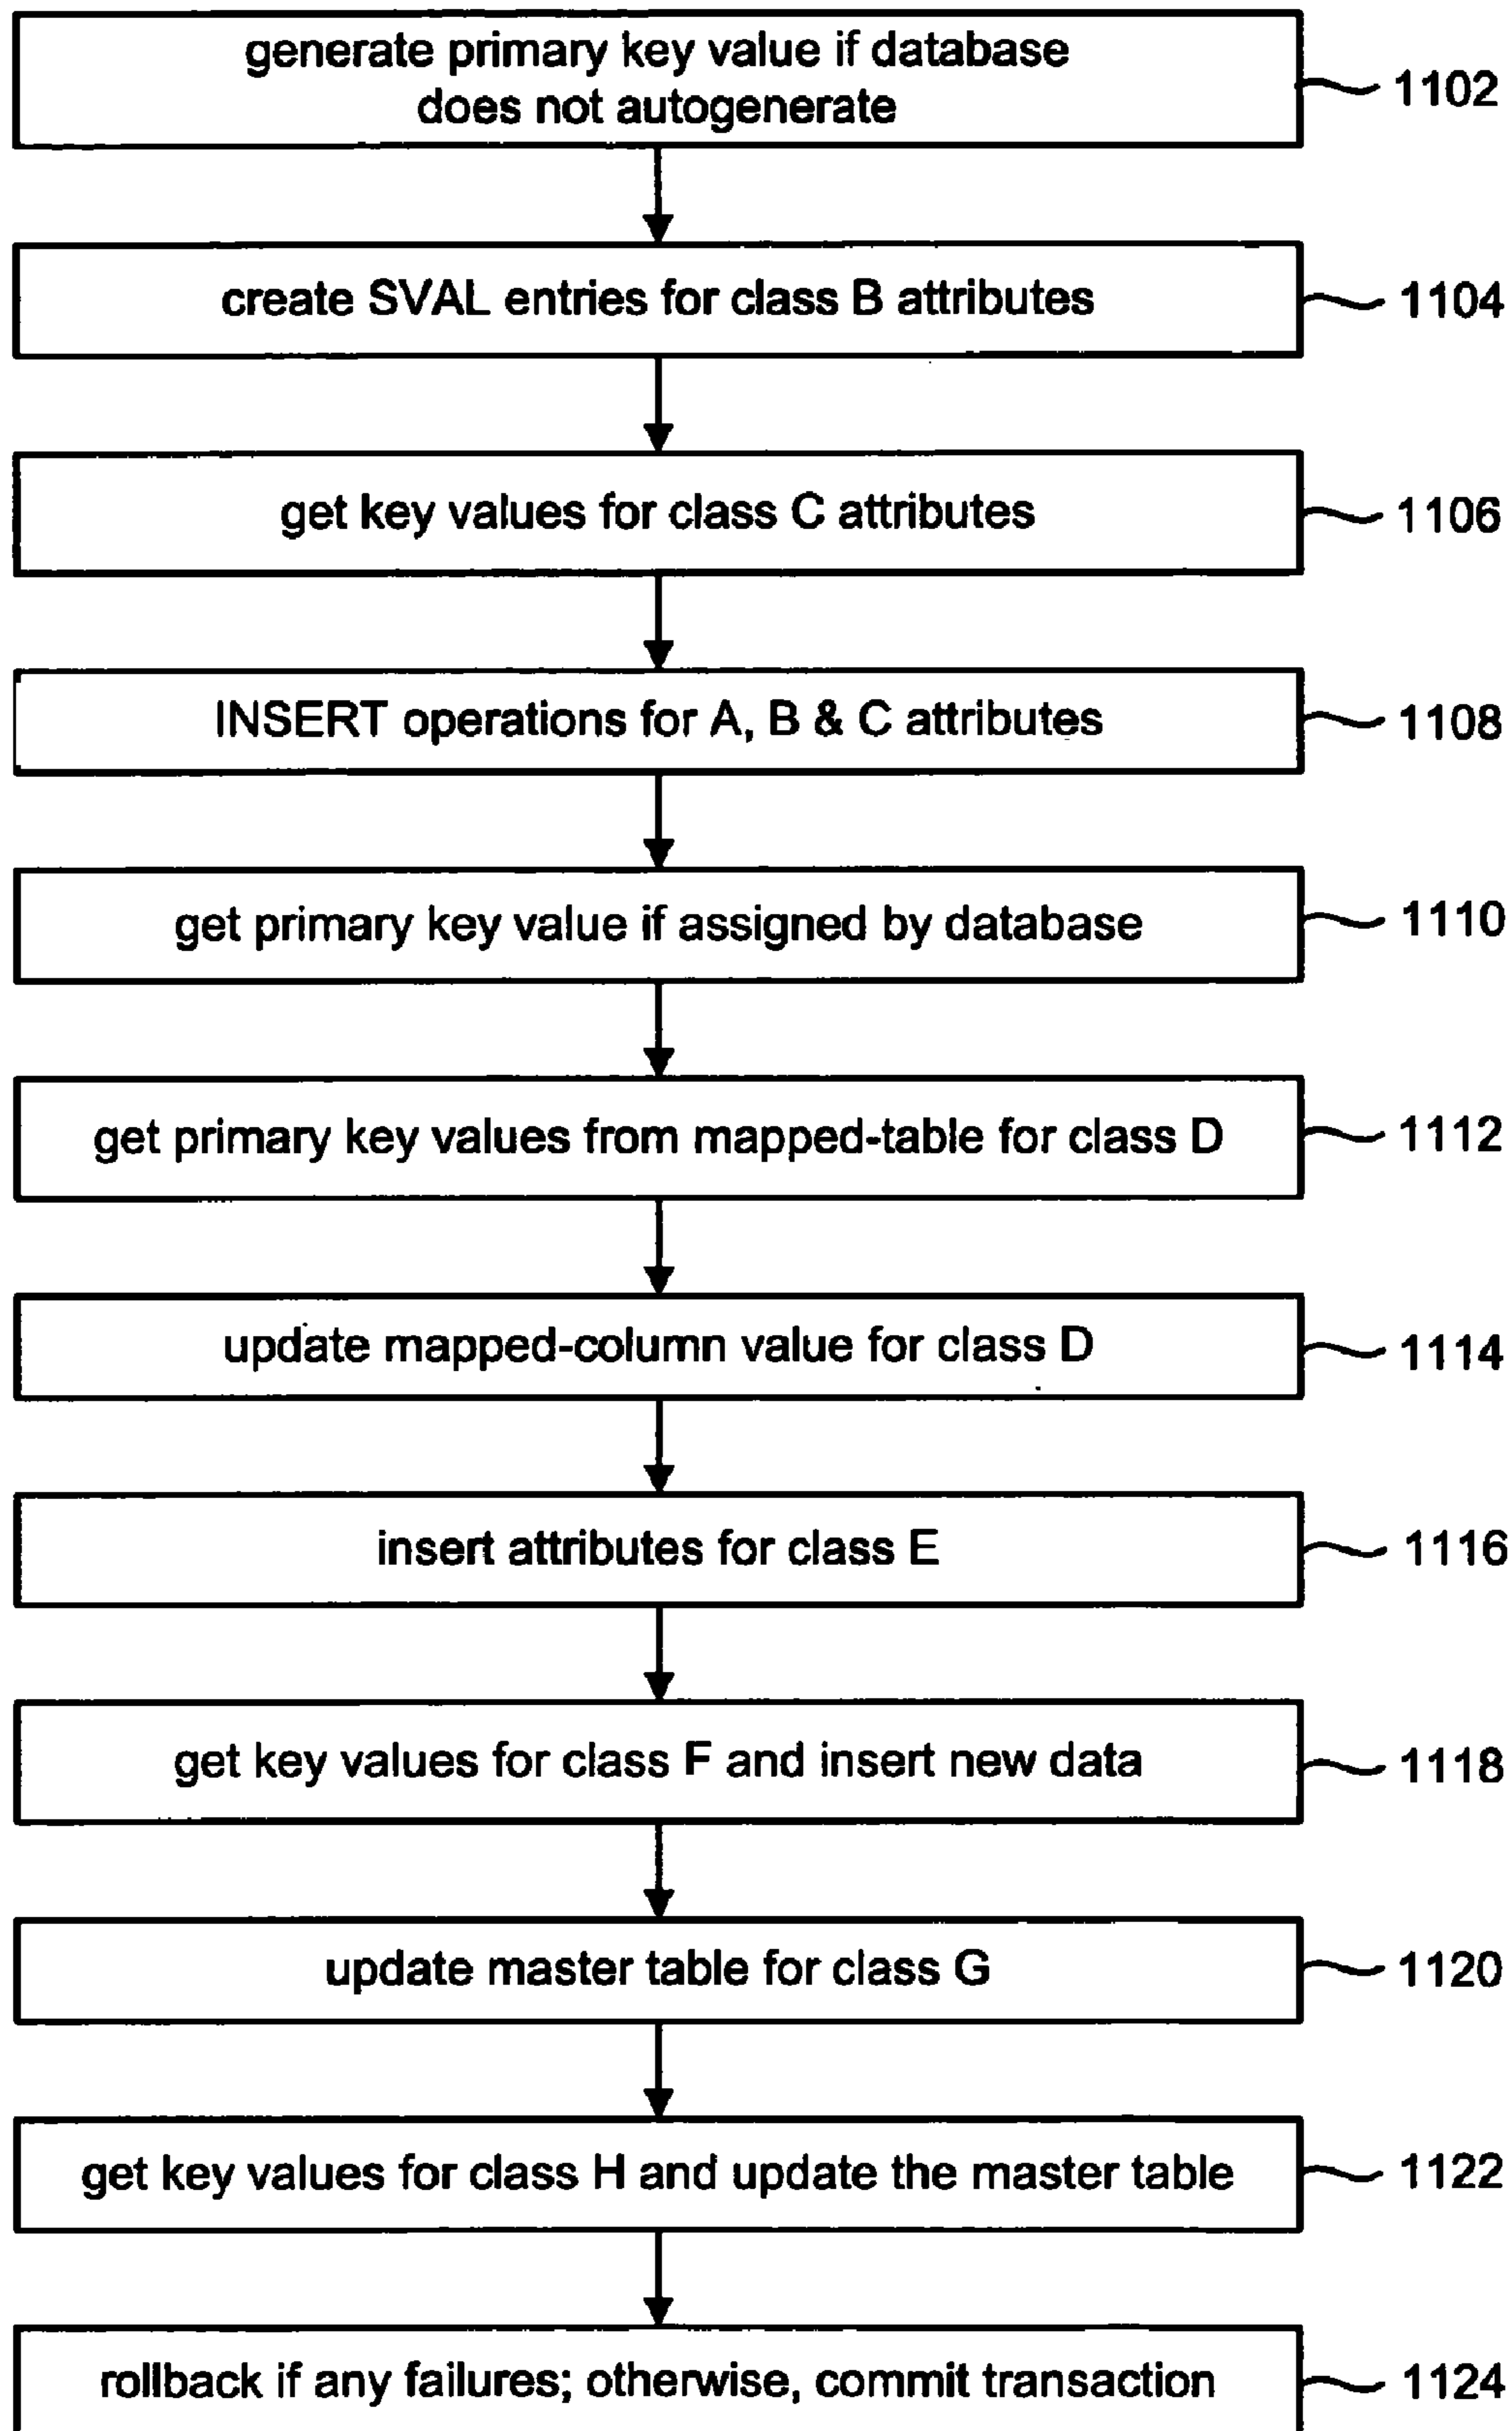 generate primary key value if database
does not autogenerate
1102
create SVAL entries for class B attributes
1104
get key values for class C attributes
1106
INSERT operations for A, B & C attributes
1108
get primary key value if assigned by database
1110
get primary key values from mapped-table for class D
1112
update mapped-column value for class D
1114
insert attributes for class E
1116
get key values for class F and insert new data
1118
update master table for class G
1120
get key values for class H and update the master table
1122
rollback if any failures; otherwise, commit transaction
1124